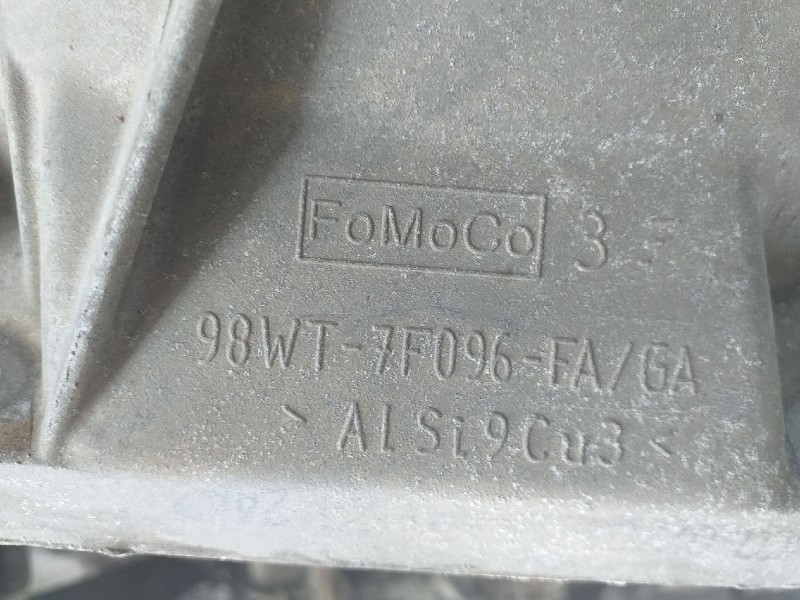 FoMoCo 3
98WT-7F096-FA/GA
> AlSi9Cu3 <